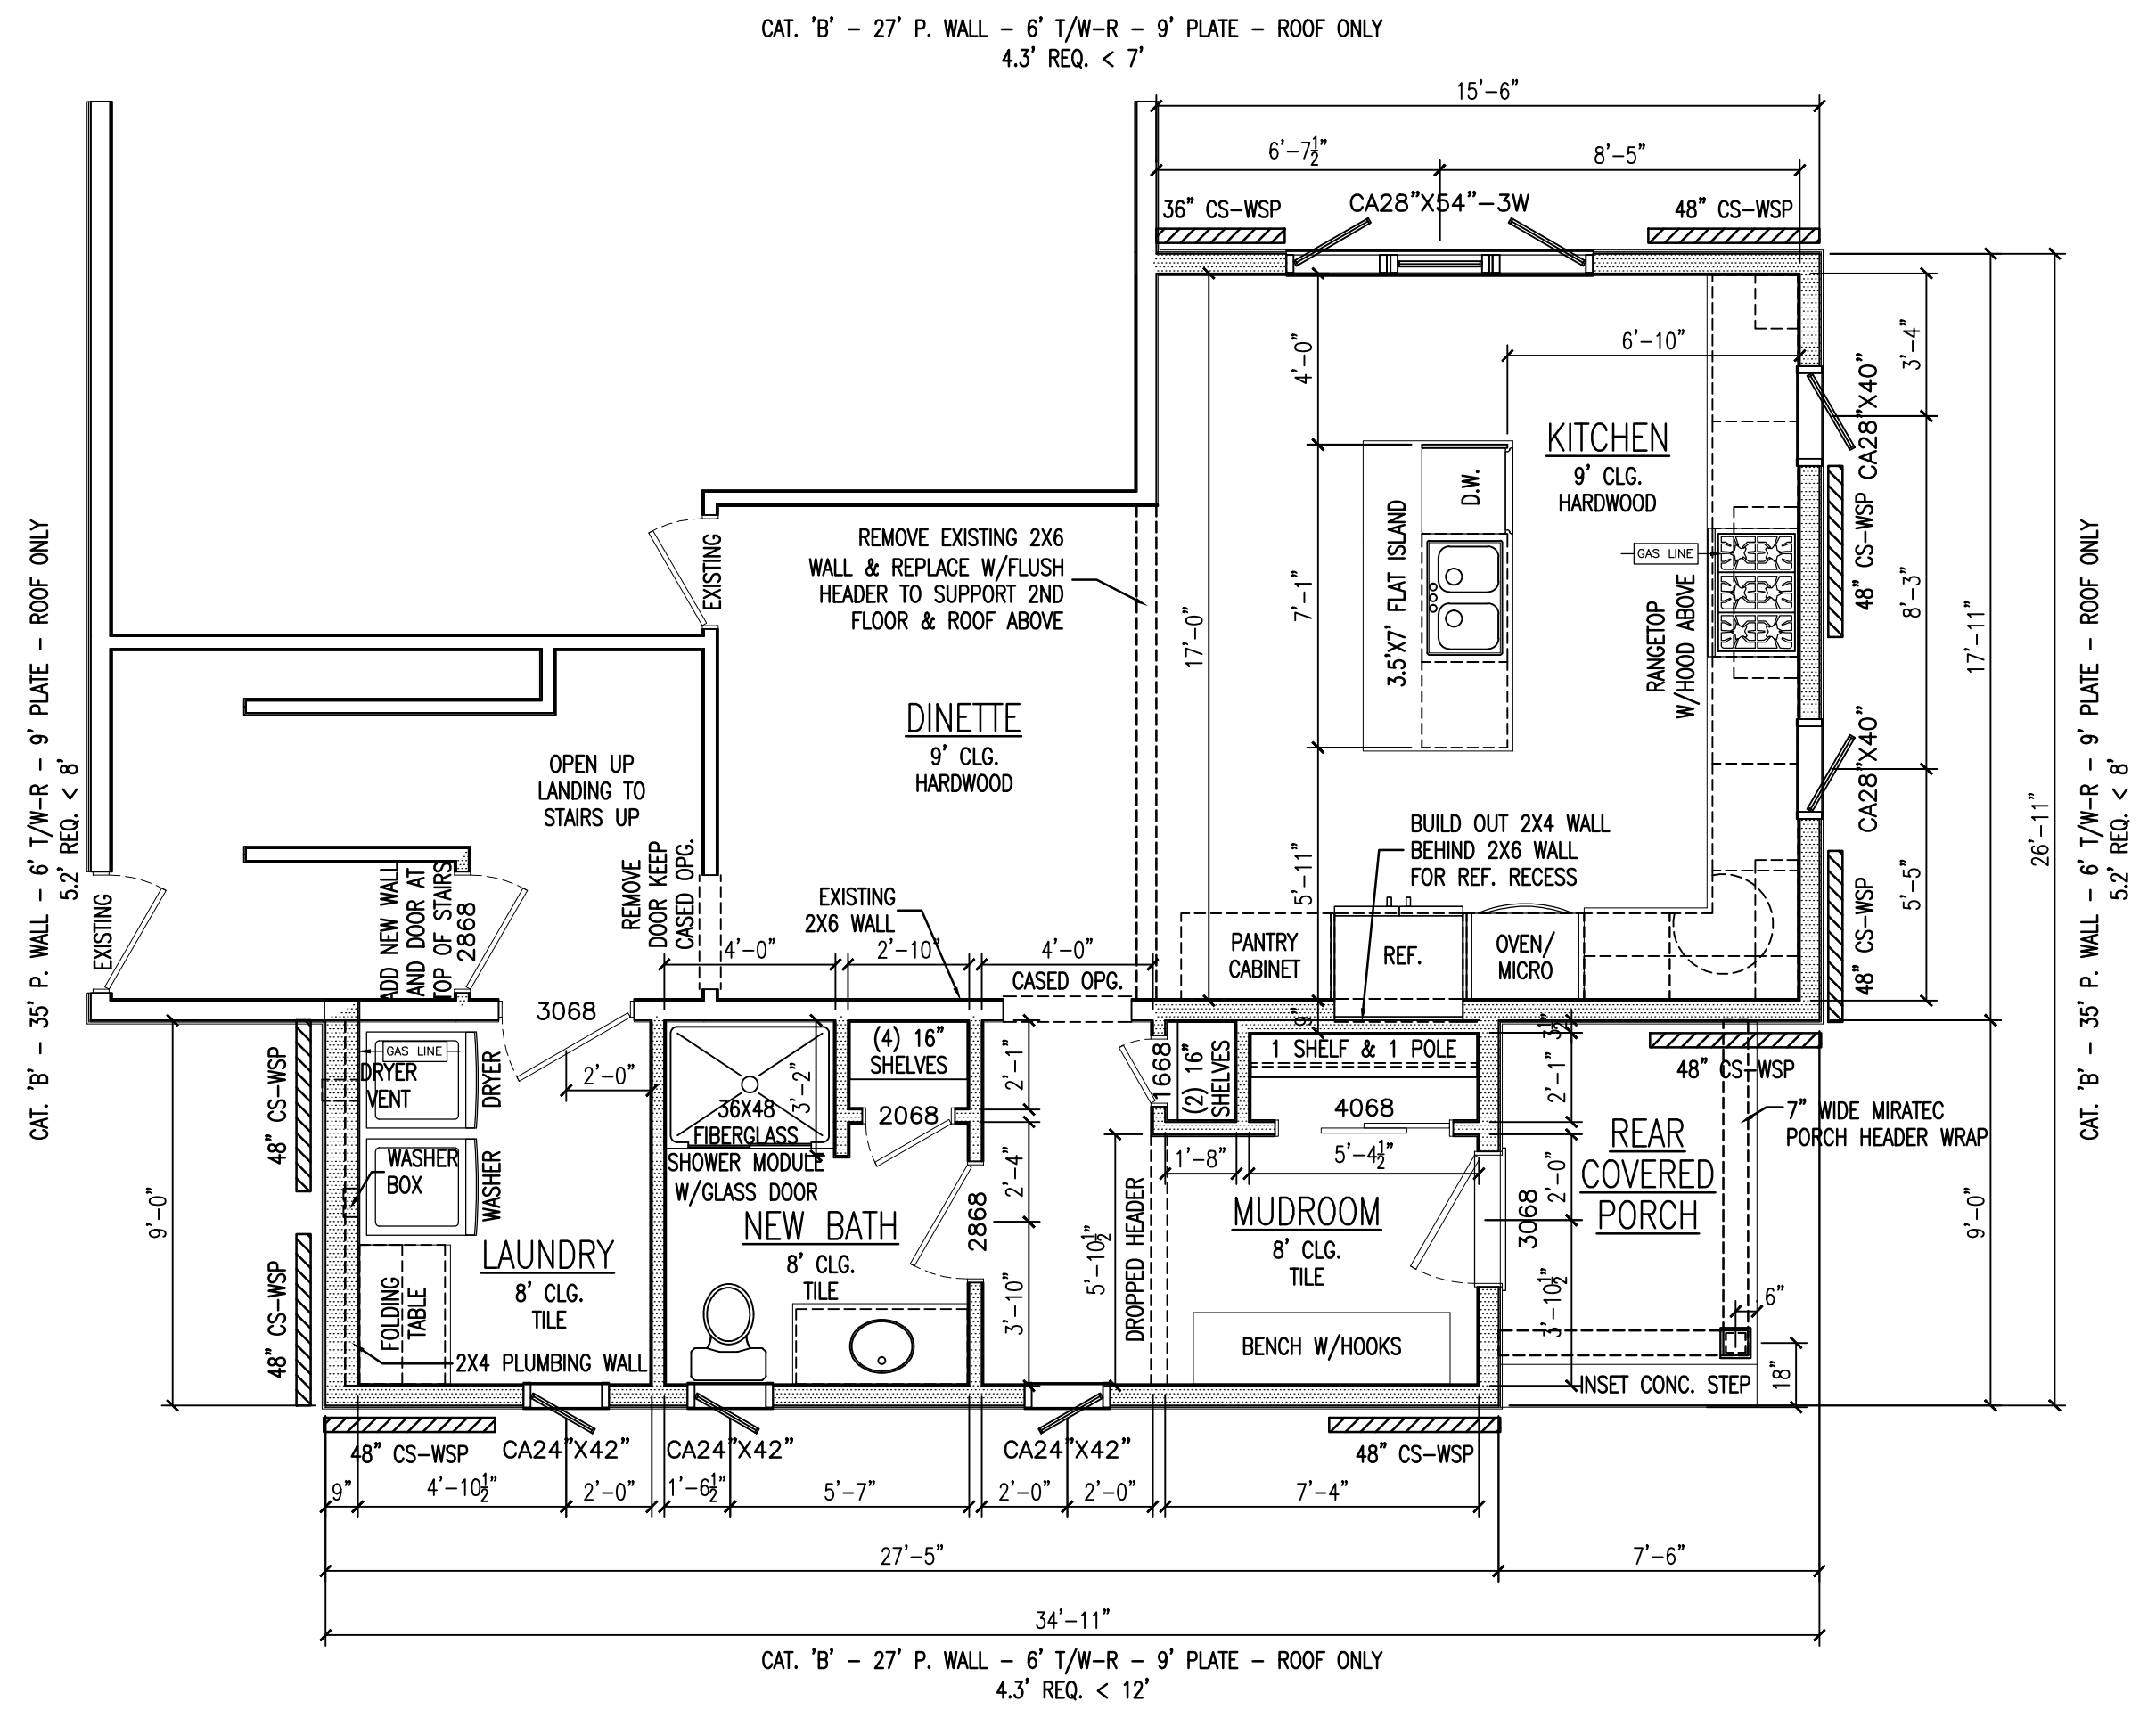 CAT. 'B' – 27' P. WALL – 6' T/W–R – 9' PLATE – ROOF ONLY
4.3' REQ. < 7'
15'–6"
6'–7½"
8'–5"
36" CS–WSP
CA28"X54"–3W
48" CS–WSP
4'–0"
6'–10"
3'–4"
CA28"X40"
KITCHEN
9' CLG.
HARDWOOD
D.W.
3.5'X7' FLAT ISLAND
7'–1"
17'–0"
GAS LINE
RANGETOP
W/HOOD ABOVE
48" CS–WSP
8'–3"
17'–11"
CA28"X40"
26'–11"
5'–5"
48" CS–WSP
CAT. 'B' – 35' P. WALL – 6' T/W–R – 9' PLATE – ROOF ONLY
5.2' REQ. < 8'
CAT. 'B' – 35' P. WALL – 6' T/W–R – 9' PLATE – ROOF ONLY
5.2' REQ. < 8'
EXISTING
REMOVE EXISTING 2X6
WALL & REPLACE W/FLUSH
HEADER TO SUPPORT 2ND
FLOOR & ROOF ABOVE
DINETTE
9' CLG.
HARDWOOD
OPEN UP
LANDING TO
STAIRS UP
REMOVE
DOOR KEEP
CASED OPG.
EXISTING
2X6 WALL
EXISTING
ADD NEW WALL
AND DOOR AT
TOP OF STAIRS
2868
3068
4'–0"
2'–10"
4'–0"
CASED OPG.
5'–11"
BUILD OUT 2X4 WALL
BEHIND 2X6 WALL
FOR REF. RECESS
PANTRY
CABINET
REF.
OVEN/
MICRO
9"
3½"
48" CS–WSP
GAS LINE
DRYER
VENT
DRYER
2'–0"
36X48
FIBERGLASS
SHOWER MODULE
W/GLASS DOOR
3'–2"
(4) 16"
SHELVES
2068
2'–1"
1668
(2) 16"
SHELVES
1 SHELF & 1 POLE
4068
2'–1"
48" CS–WSP
7" WIDE MIRATEC
PORCH HEADER WRAP
REAR
COVERED
PORCH
WASHER
BOX
WASHER
9'–0"
LAUNDRY
8' CLG.
TILE
NEW BATH
8' CLG.
TILE
2868
2'–4"
3'–10"
5'–10½"
DROPPED HEADER
1'–8"
5'–4½"
MUDROOM
8' CLG.
TILE
3068
2'–0"
3'–10½"
9'–0"
6"
18"
48" CS–WSP
FOLDING
TABLE
2X4 PLUMBING WALL
BENCH W/HOOKS
INSET CONC. STEP
48" CS–WSP
CA24"X42"
CA24"X42"
CA24"X42"
48" CS–WSP
9"
4'–10½"
2'–0"
1'–6½"
5'–7"
2'–0"
2'–0"
7'–4"
27'–5"
7'–6"
34'–11"
CAT. 'B' – 27' P. WALL – 6' T/W–R – 9' PLATE – ROOF ONLY
4.3' REQ. < 12'